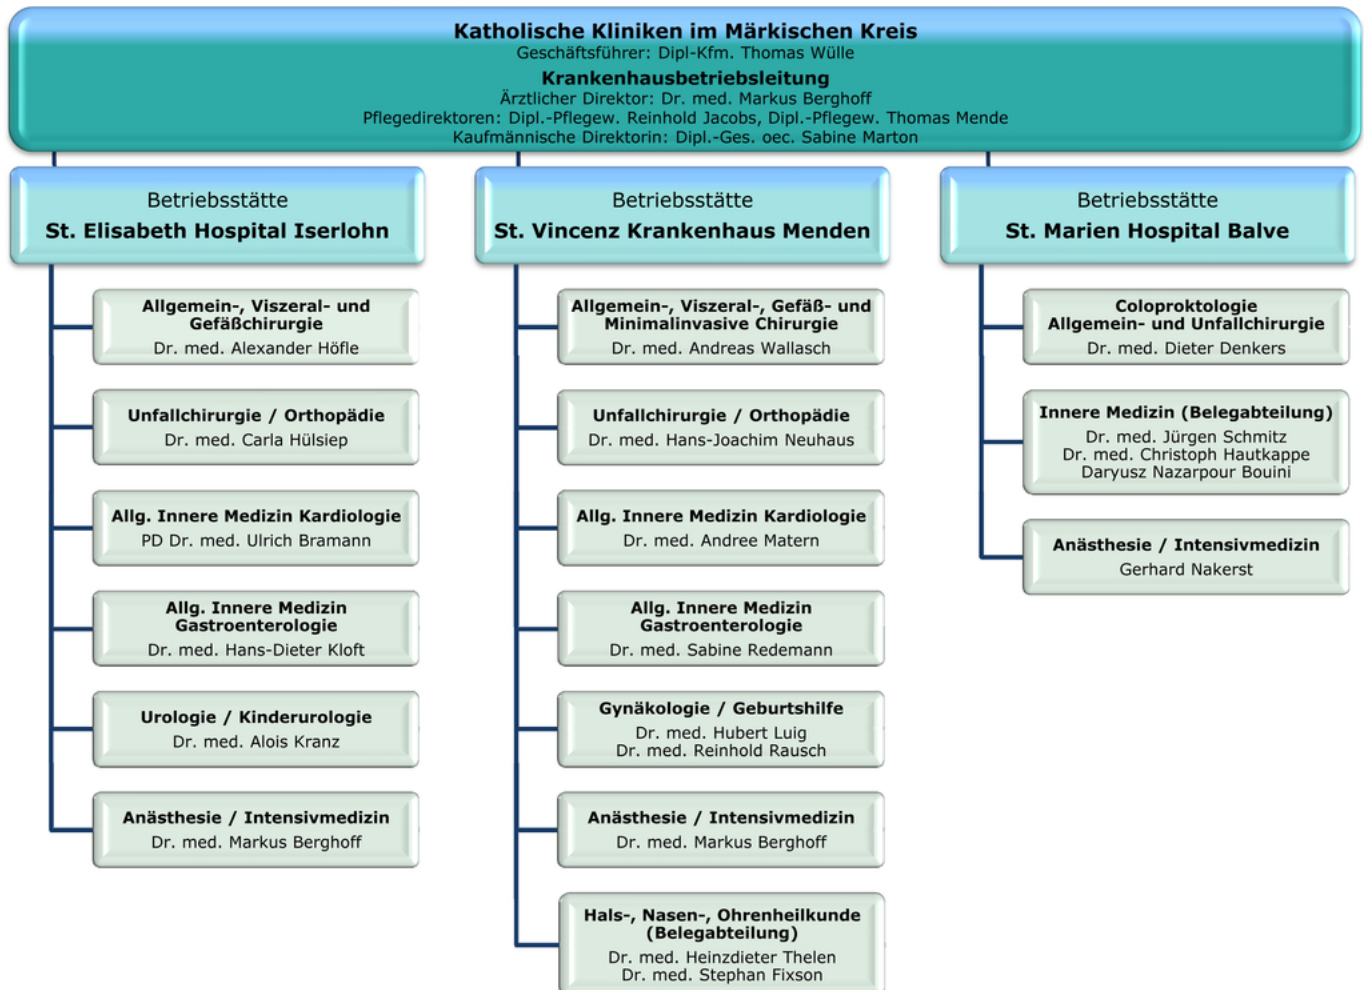 Katholische Kliniken im Märkischen Kreis
Geschäftsführer: Dipl-Kfm. Thomas Wülle
Krankenhausbetriebsleitung
Ärztlicher Direktor: Dr. med. Markus Berghoff
Pflegedirektoren: Dipl.-Pflegew. Reinhold Jacobs, Dipl.-Pflegew. Thomas Mende
Kaufmännische Direktorin: Dipl.-Ges. oec. Sabine Marton
Betriebsstätte
St. Elisabeth Hospital Iserlohn
Allgemein-, Viszeral- und
Gefäßchirurgie
Dr. med. Alexander Höfle
Unfallchirurgie / Orthopädie
Dr. med. Carla Hülsiep
Allg. Innere Medizin Kardiologie
PD Dr. med. Ulrich Bramann
Allg. Innere Medizin
Gastroenterologie
Dr. med. Hans-Dieter Kloft
Urologie / Kinderurologie
Dr. med. Alois Kranz
Anästhesie / Intensivmedizin
Dr. med. Markus Berghoff
Betriebsstätte
St. Vincenz Krankenhaus Menden
Allgemein-, Viszeral-, Gefäß- und
Minimalinvasive Chirurgie
Dr. med. Andreas Wallasch
Unfallchirurgie / Orthopädie
Dr. med. Hans-Joachim Neuhaus
Allg. Innere Medizin Kardiologie
Dr. med. Andree Matern
Allg. Innere Medizin
Gastroenterologie
Dr. med. Sabine Redemann
Gynäkologie / Geburtshilfe
Dr. med. Hubert Luig
Dr. med. Reinhold Rausch
Anästhesie / Intensivmedizin
Dr. med. Markus Berghoff
Hals-, Nasen-, Ohrenheilkunde
(Belegabteilung)
Dr. med. Heinzdieter Thelen
Dr. med. Stephan Fixson
Betriebsstätte
St. Marien Hospital Balve
Coloproktologie
Allgemein- und Unfallchirurgie
Dr. med. Dieter Denkers
Innere Medizin (Belegabteilung)
Dr. med. Jürgen Schmitz
Dr. med. Christoph Hautkappe
Daryusz Nazarpour Bouini
Anästhesie / Intensivmedizin
Gerhard Nakerst